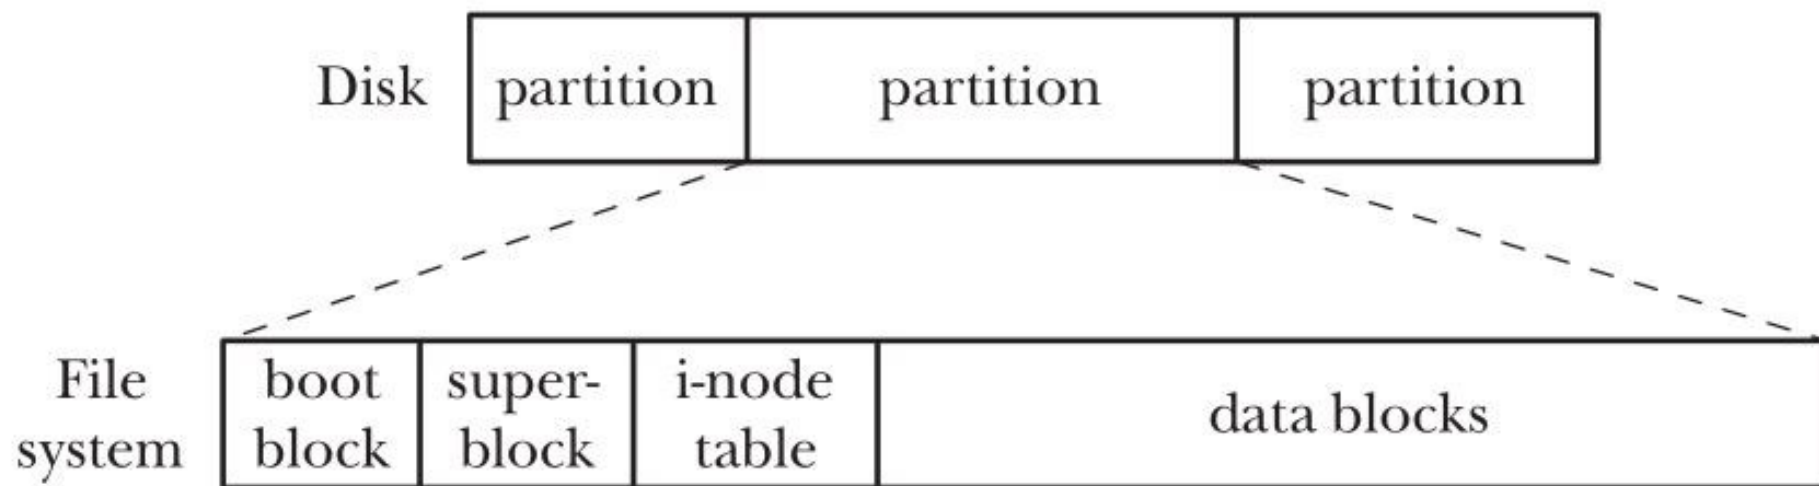 Disk partition partition partition
File system
boot block
super-
block
i-node table
data blocks